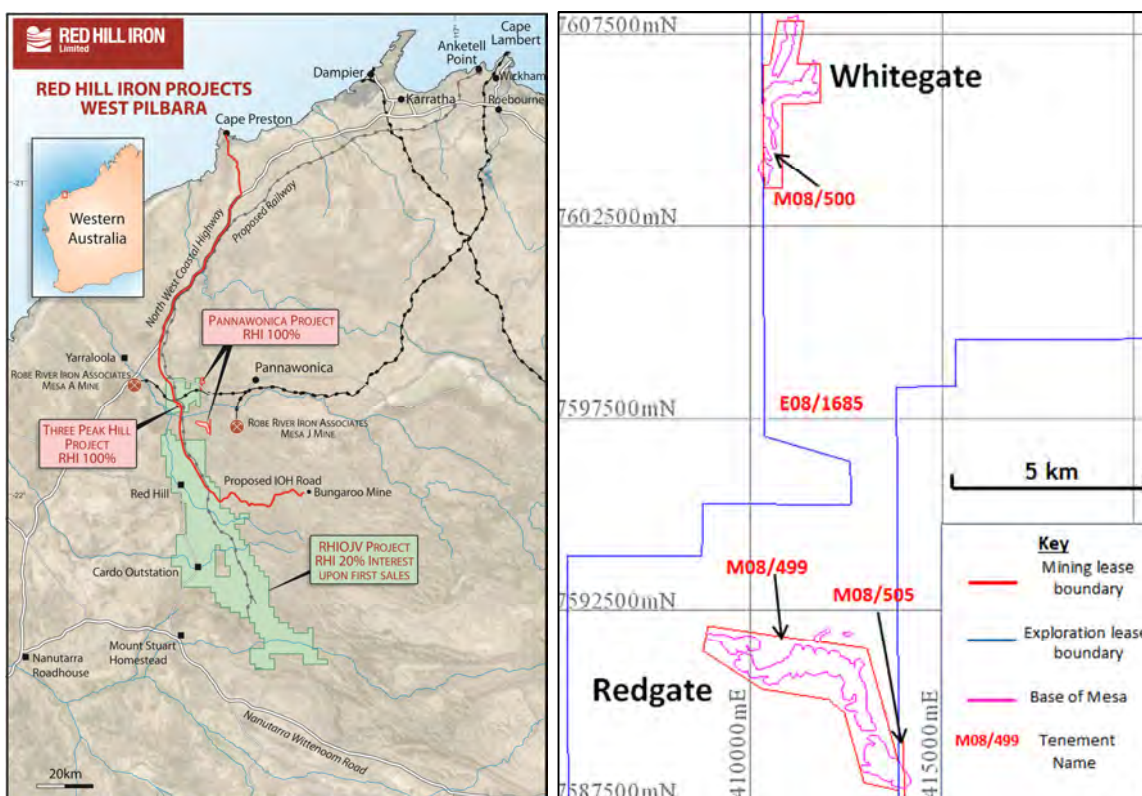 RED HILL IRON
Limited
RED HILL IRON PROJECTS
WEST PILBARA
Western
Australia
117°
Cape
Lambert
Anketell
Point
Dampier
Wickham
Karratha
Roebourne
Cape Preston
21
North West Coastal Highway
Proposed Railway
PANNAWONICA PROJECT
RHI 100%
Yarraloola
ROBE RIVER IRON ASSOCIATES
MESA A MINE
Pannawonica
ROBE RIVER IRON ASSOCIATES
MESA J MINE
THREE PEAK HILL
PROJECT
RHI 100%
Proposed IOH Road
Red Hill
22°
Bungaroo Mine
RHIOJV PROJECT
RHI 20% INTEREST
UPON FIRST SALES
Cardo Outstation
Mount Stuart
Homestead
Nanutarra
Roadhouse
Nanutarra Wittenoom Road
20km
7607500mN
Whitegate
M08/500
7602500mN
E08/1685
7597500mN
5 km
M08/499
M08/505
7592500mN
Redgate
410000mE
415000mE
7587500mN
Key
Mining lease
boundary
Exploration lease
boundary
Base of Mesa
M08/499 Tenement
Name